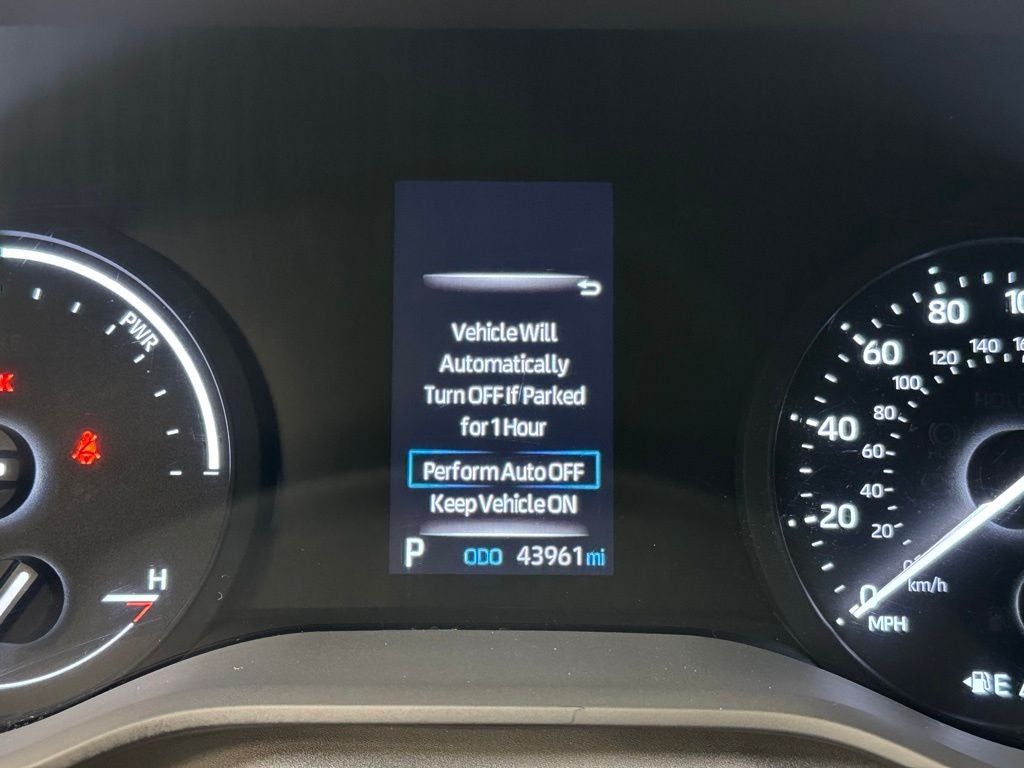 Vehicle Will
Automatically
Turn OFF If Parked
for 1 Hour
Perform Auto OFF
Keep Vehicle ON
P ODO 43961 mi
PWR
H
80
60
40
20
0
MPH
140
120
100
80
60
40
20
km/h
HOLD
E